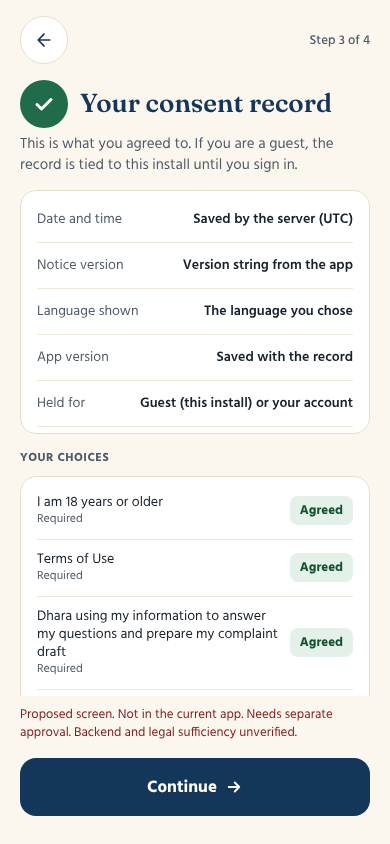 Step 3 of 4
Your consent record
This is what you agreed to. If you are a guest, the
record is tied to this install until you sign in.
Date and time Saved by the server (UTC)
Notice version Version string from the app
Language shown The language you chose
App version Saved with the record
Held for Guest (this install) or your account
YOUR CHOICES
I am 18 years or older
Required
Agreed
Terms of Use
Required
Agreed
Dhara using my information to answer
my questions and prepare my complaint
draft
Required
Agreed
Proposed screen. Not in the current app. Needs separate
approval. Backend and legal sufficiency unverified.
Continue →